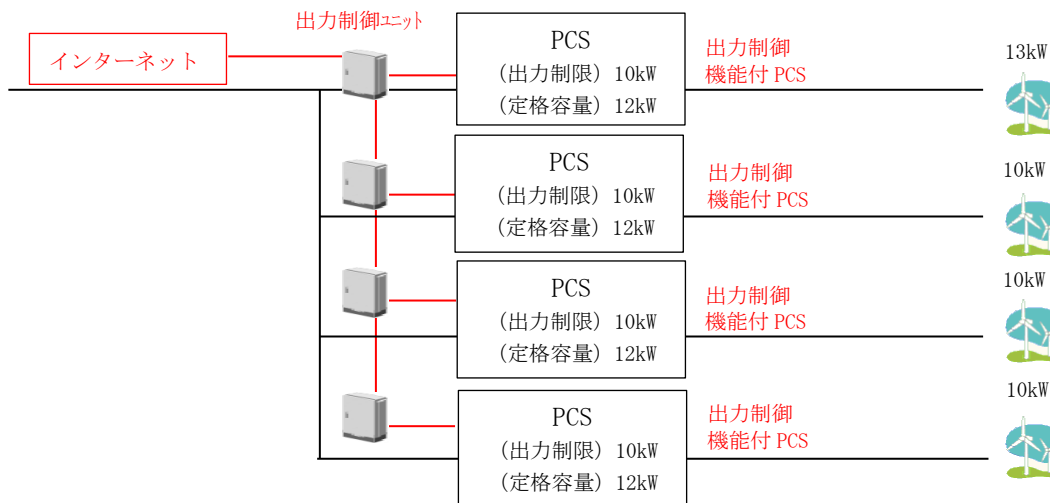 出力制御ユニット
インターネット
PCS
（出力制限）10kW
（定格容量）12kW
出力制御
機能付 PCS
13kW
PCS
（出力制限）10kW
（定格容量）12kW
出力制御
機能付 PCS
10kW
PCS
（出力制限）10kW
（定格容量）12kW
出力制御
機能付 PCS
10kW
PCS
（出力制限）10kW
（定格容量）12kW
出力制御
機能付 PCS
10kW